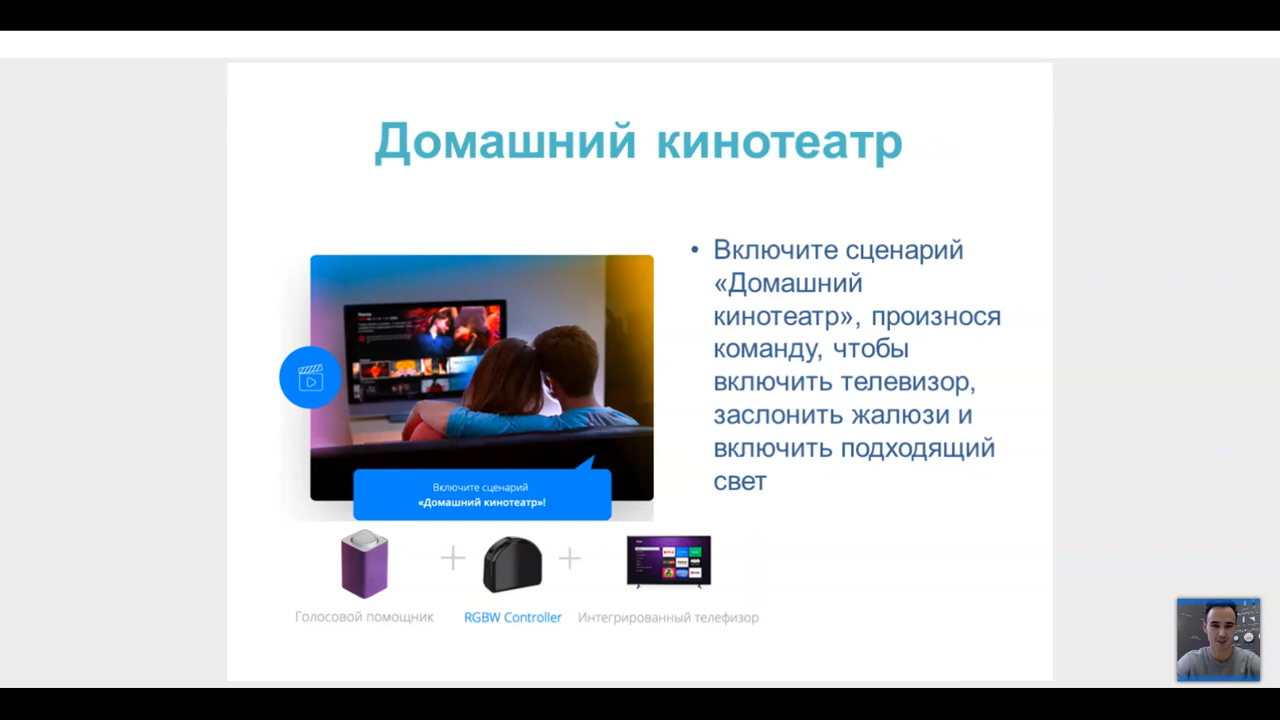 Домашний кинотеатр
• Включите сценарий
«Домашний
кинотеатр», произнося
команду, чтобы
включить телевизор,
заслонить жалюзи и
включить подходящий
свет
Включите сценарий
«Домашний кинотеатр»!
Голосовой помощник
RGBW Controller
Интегрированный телефизор